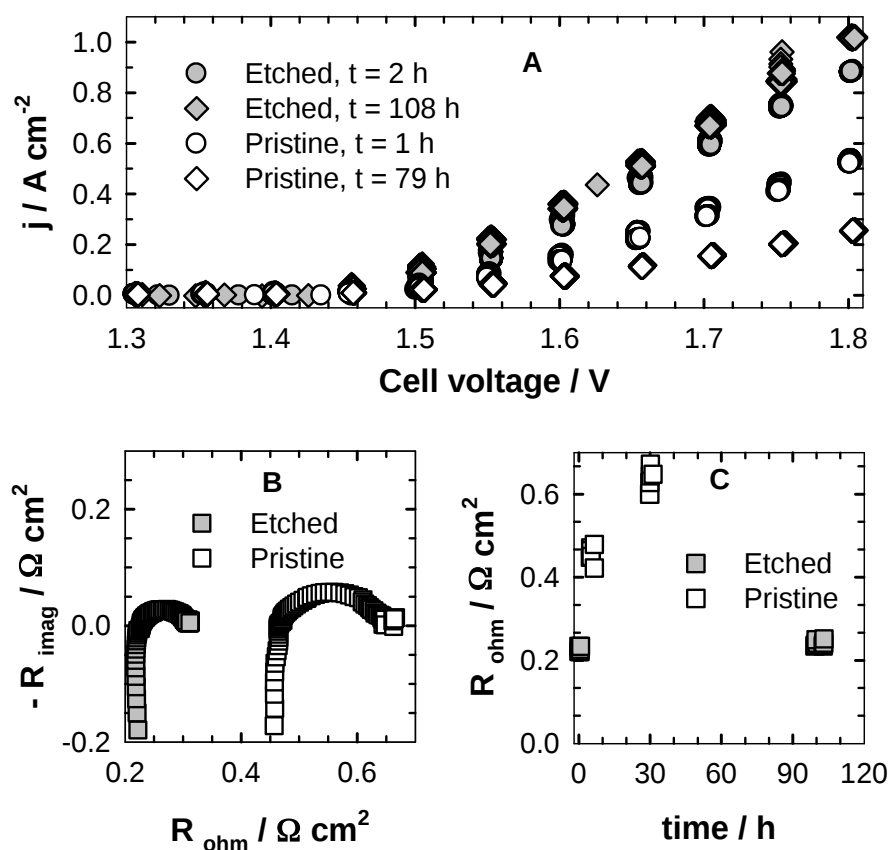 A
Etched, t = 2 h
Etched, t = 108 h
Pristine, t = 1 h
Pristine, t = 79 h
j / A cm-2
1.0
0.8
0.6
0.4
0.2
0.0
1.3 1.4 1.5 1.6 1.7 1.8
Cell voltage / V
B
Etched
Pristine
- R imag / Ω cm2
0.2
0.0
-0.2
0.2 0.4 0.6
R ohm / Ω cm2
C
Etched
Pristine
R ohm / Ω cm2
0.6
0.4
0.2
0.0
0 30 60 90 120
time / h